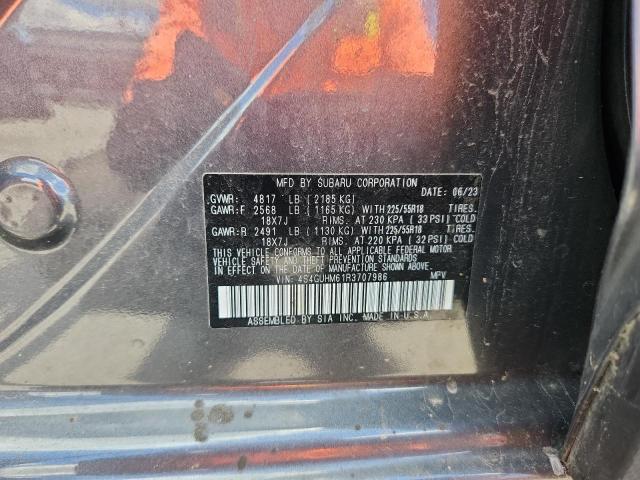 MFD BY SUBARU CORPORATION
DATE: 06/23
GVWR: 4817 LB (2185 KG)
GAWR:F 2568 LB (1165 KG) WITH 225/55R18 TIRES.
18X7J RIMS. AT 230 KPA (33 PSI) COLD
GAWR:R 2491 LB (1130 KG) WITH 225/55R18 TIRES.
18X7J RIMS. AT 220 KPA (32 PSI) COLD
THIS VEHICLE CONFORMS TO ALL APPLICABLE FEDERAL MOTOR
VEHICLE SAFETY AND THEFT PREVENTION STANDARDS
IN EFFECT ON THE DATE OF MANUFACTURE SHOWN ABOVE.
VIN: 4S4GUHM61R3707986 MPV
ASSEMBLED BY SIA INC. MADE IN U.S.A.